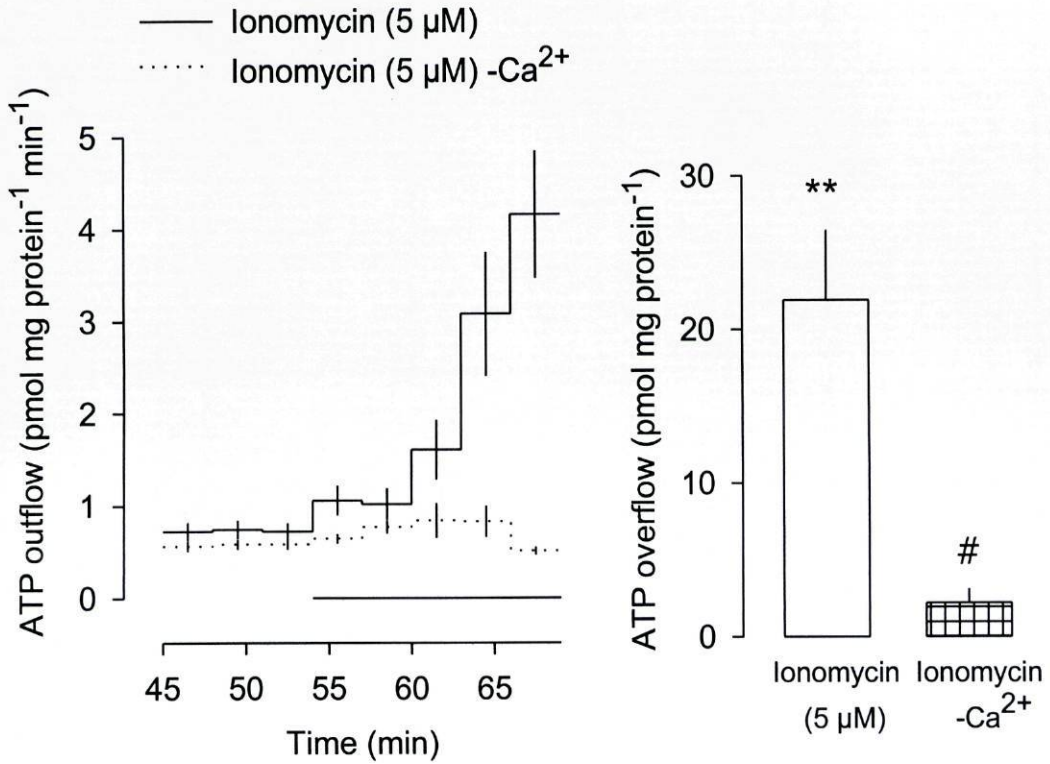 Ionomycin (5 µM)
Ionomycin (5 µM) -Ca²⁺
ATP outflow (pmol mg protein⁻¹ min⁻¹)
5
4
3
2
1
0
45 50 55 60 65
Time (min)
ATP overflow (pmol mg protein⁻¹)
30
20
10
0
**
#
Ionomycin Ionomycin
(5 µM) -Ca²⁺